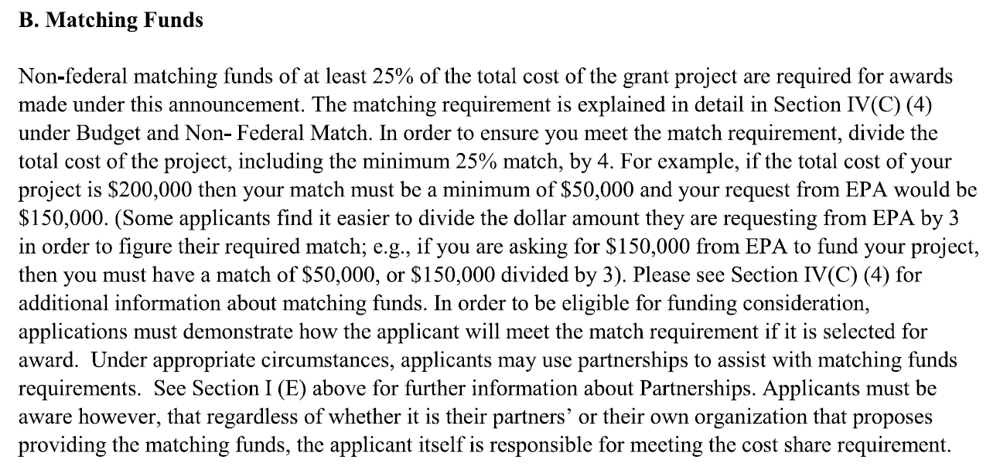 B. Matching Funds
Non-federal matching funds of at least 25% of the total cost of the grant project are required for awards
made under this announcement. The matching requirement is explained in detail in Section IV(C) (4)
under Budget and Non- Federal Match. In order to ensure you meet the match requirement, divide the
total cost of the project, including the minimum 25% match, by 4. For example, if the total cost of your
project is $200,000 then your match must be a minimum of $50,000 and your request from EPA would be
$150,000. (Some applicants find it easier to divide the dollar amount they are requesting from EPA by 3
in order to figure their required match; e.g., if you are asking for $150,000 from EPA to fund your project,
then you must have a match of $50,000, or $150,000 divided by 3). Please see Section IV(C) (4) for
additional information about matching funds. In order to be eligible for funding consideration,
applications must demonstrate how the applicant will meet the match requirement if it is selected for
award.  Under appropriate circumstances, applicants may use partnerships to assist with matching funds
requirements.  See Section I (E) above for further information about Partnerships. Applicants must be
aware however, that regardless of whether it is their partners’ or their own organization that proposes
providing the matching funds, the applicant itself is responsible for meeting the cost share requirement.